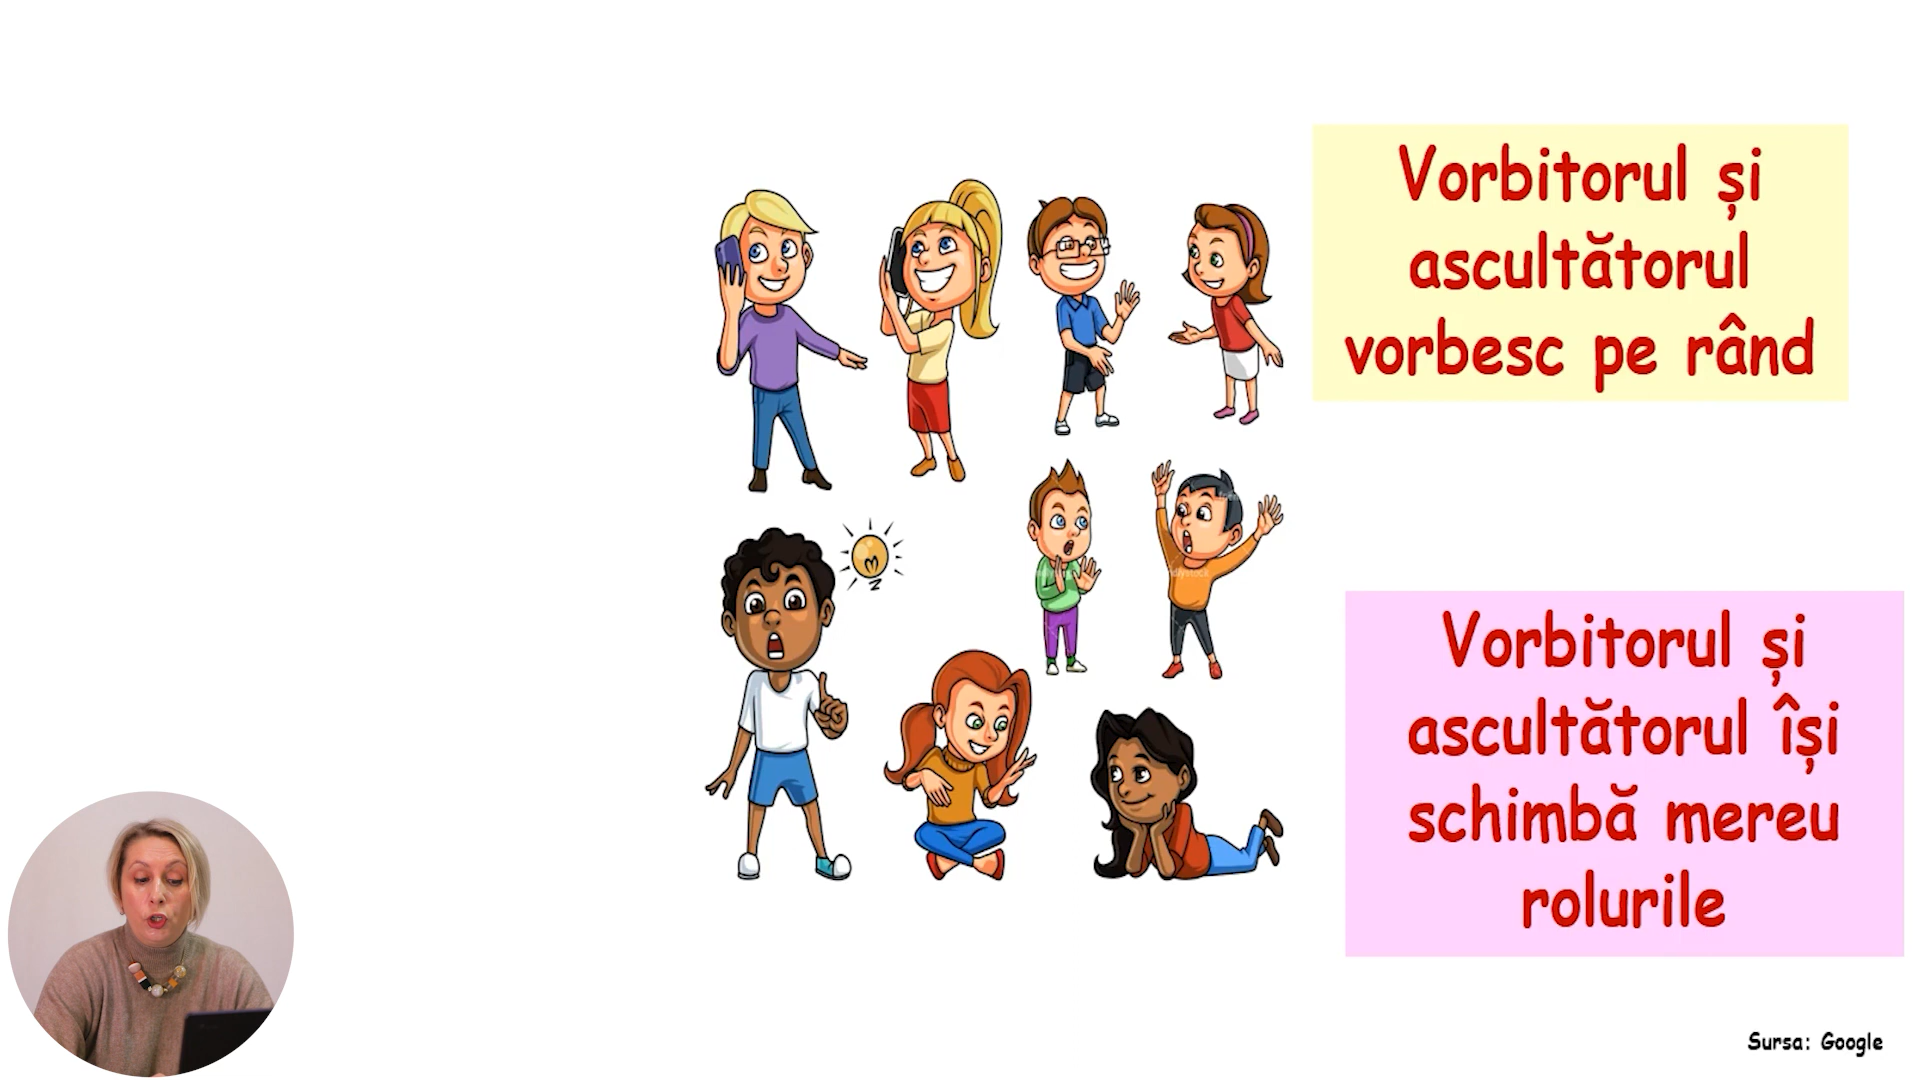 Vorbitorul și
ascultătorul
vorbesc pe rând
Vorbitorul și
ascultătorul își
schimbă mereu
rolurile
Sursa: Google